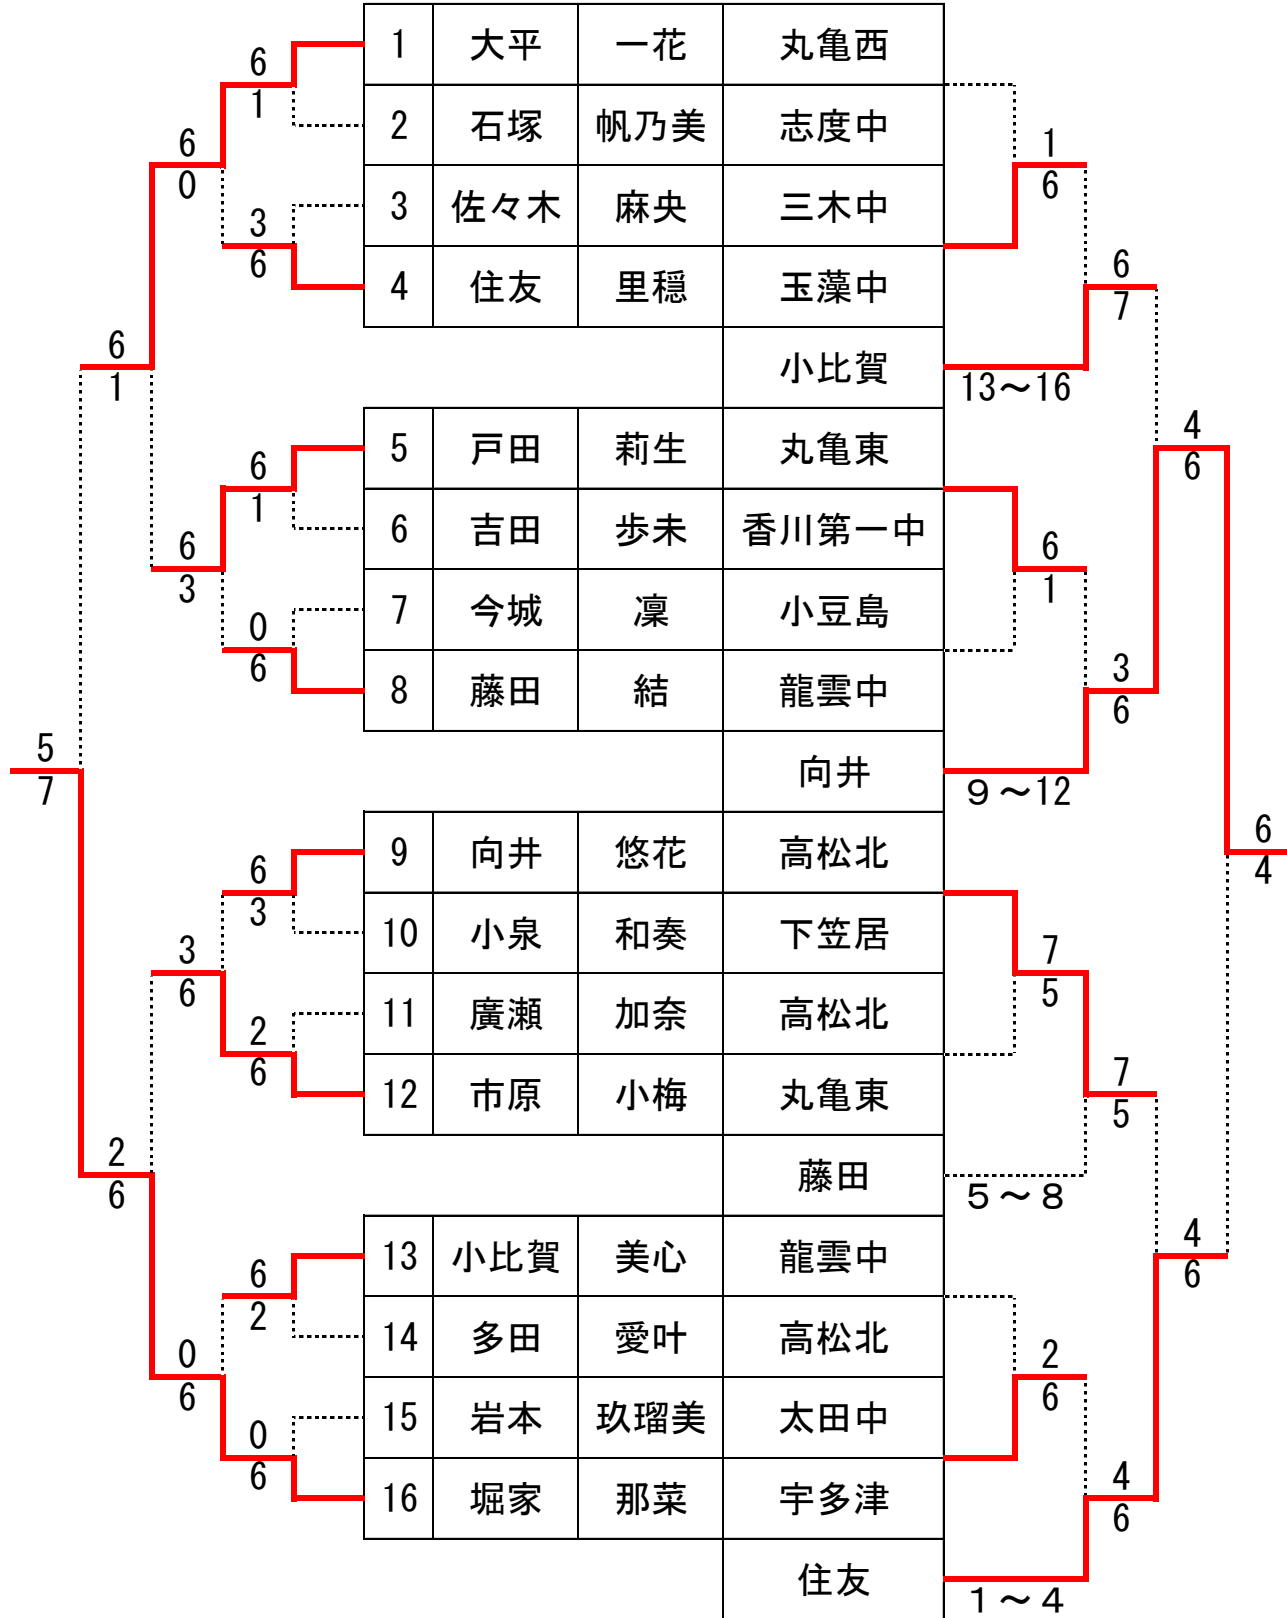 1 大平 一花 丸亀西
6
1
2 石塚 帆乃美 志度中
6
0
1
6
3 佐々木 麻央 三木中
3
6
4 住友 里穏 玉藻中
6
7
小比賀 13～16
6
1
5 戸田 莉生 丸亀東
4
6
6
1
6 吉田 歩未 香川第一中
6
3
6
1
7 今城 凜 小豆島
0
6
8 藤田 結 龍雲中
3
6
5
7
向井 9～12
9 向井 悠花 高松北
6
4
6
3
10 小泉 和奏 下笠居
3
6
7
5
11 廣瀬 加奈 高松北
2
6
12 市原 小梅 丸亀東
7
5
2
6
藤田 5～8
13 小比賀 美心 龍雲中
4
6
6
2
14 多田 愛叶 高松北
0
6
2
6
15 岩本 玖瑠美 太田中
0
6
16 堀家 那菜 宇多津
4
6
住友 1～4